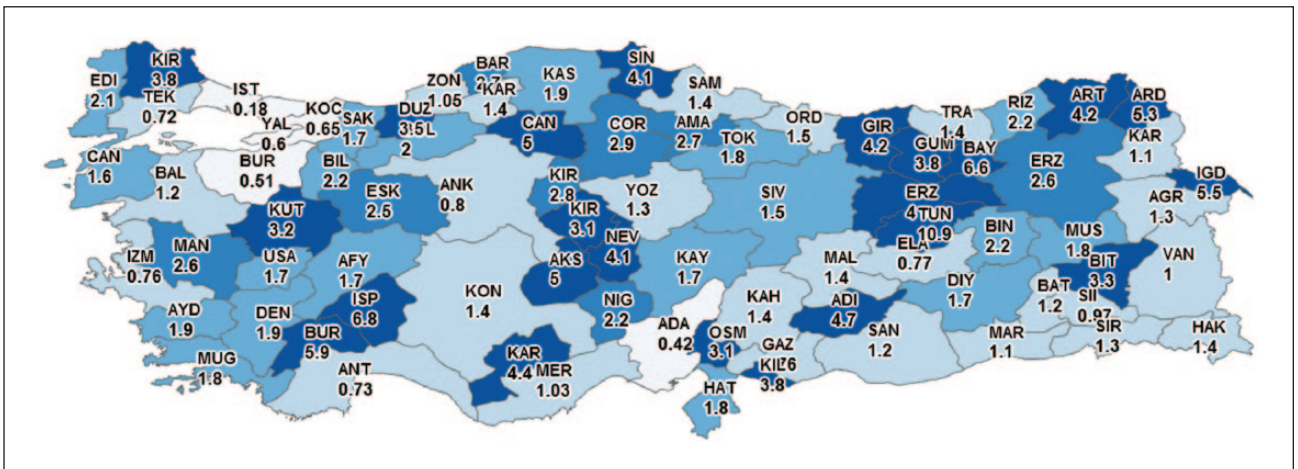 KIR
3.8
EDI
2.1
TEK
0.72
IST
0.18
YAL
0.6
KOC
0.65
SAK
1.7
ZON
1.05
BAR
KAR
1.4
KAS
1.9
SIN
4.1
SAM
1.4
DUZ
3.5
2
CAN
5
COR
2.9
AMA
2.7
TOK
1.8
ORD
1.5
GIR
4.2
TRA
1.4
GUM
3.8
BAY
6.6
RIZ
2.2
ART
4.2
ARD
5.3
KAR
1.1
IGD
5.5
ERZ
2.6
AGR
1.3
CAN
1.6
BAL
1.2
BUR
0.51
BIL
2.2
ESK
2.5
ANK
0.8
KIR
2.8
KIR
3.1
YOZ
1.3
SIV
1.5
ERZ
4
TUN
10.9
BIN
2.2
MUS
1.8
BIT
3.3
VAN
1
KUT
3.2
MAN
2.6
IZM
0.76
USA
1.7
AFY
1.7
NEV
4.1
AKS
5
KAY
1.7
MAL
1.4
ELA
0.77
DIY
1.7
BAT
1.2
SII
0.97
SIR
1.3
HAK
1.4
AYD
1.9
DEN
1.9
ISP
6.8
KON
1.4
NIG
2.2
KAH
1.4
ADI
4.7
SAN
1.2
MAR
1.1
MUG
1.8
BUR
5.9
ANT
0.73
KAR
4.4
MER
1.03
ADA
0.42
OSM
3.1
GAZ
KIL
3.8
HAT
1.8